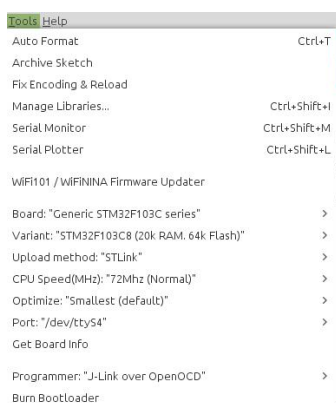 Tools Help
Auto Format Ctrl+T
Archive Sketch
Fix Encoding & Reload
Manage Libraries... Ctrl+Shift+I
Serial Monitor Ctrl+Shift+M
Serial Plotter Ctrl+Shift+L
WiFi101 / WiFiNINA Firmware Updater
Board: "Generic STM32F103C series"
Variant: "STM32F103C8 (20k RAM. 64k Flash)"
Upload method: "STLink"
CPU Speed(MHz): "72Mhz (Normal)"
Optimize: "Smallest (default)"
Port: "/dev/ttyS4"
Get Board Info
Programmer: "J-Link over OpenOCD"
Burn Bootloader